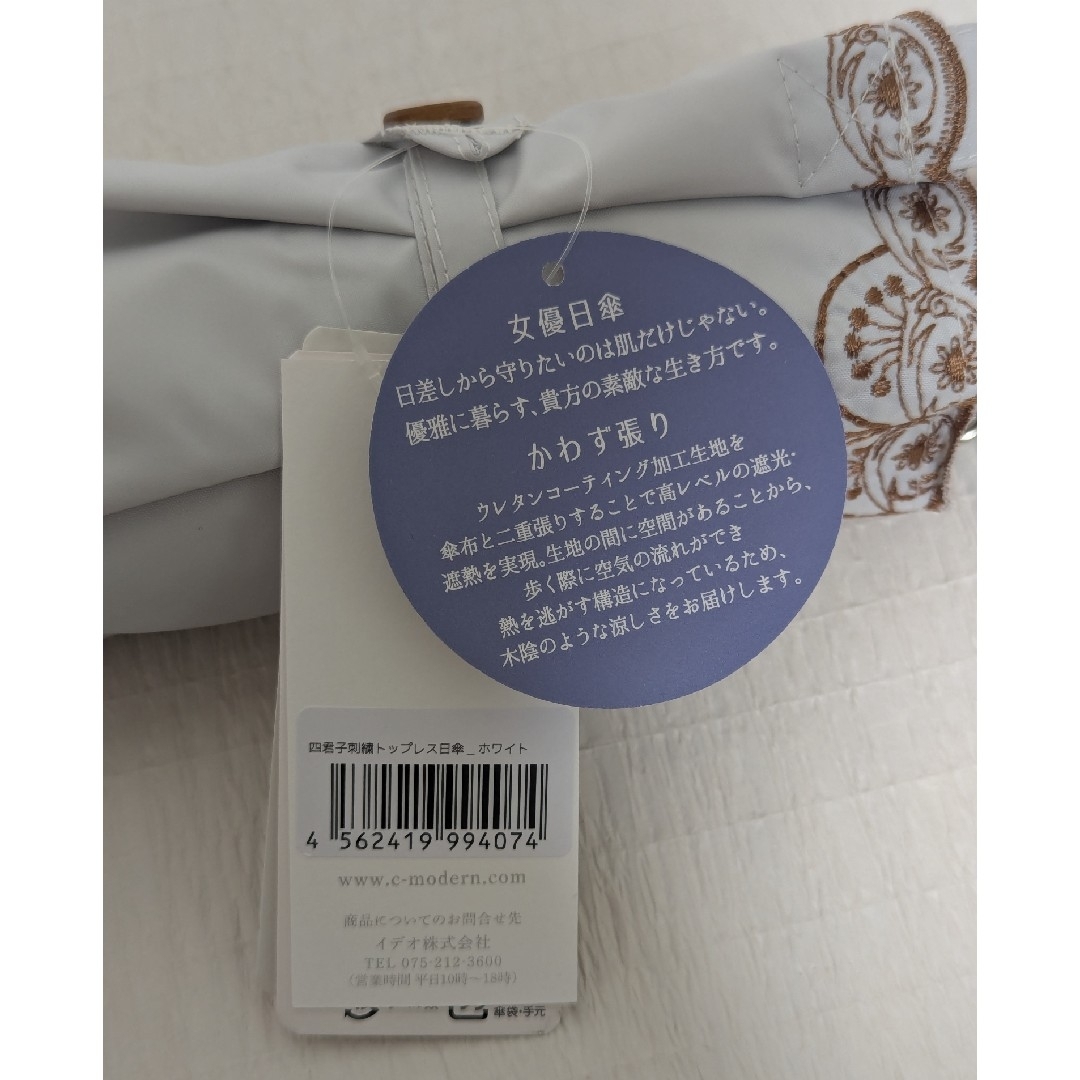 女優日傘
日差しから守りたいのは肌だけじゃない。
優雅に暮らす、貴方の素敵な生き方です。
かわず張り
ウレタンコーティング加工生地を
傘布と二重張りすることで高レベルの遮光・
遮熱を実現。生地の間に空間があることから、
歩く際に空気の流れができ
熱を逃がす構造になっているため、
木陰のような涼しさをお届けします。
四君子刺繍トップレス日傘_ホワイト
4 562419 994074
www.c-modern.com
商品についてのお問合せ先
イデオ株式会社
TEL 075-212-3600
(営業時間 平日10時〜18時)
袋・手元